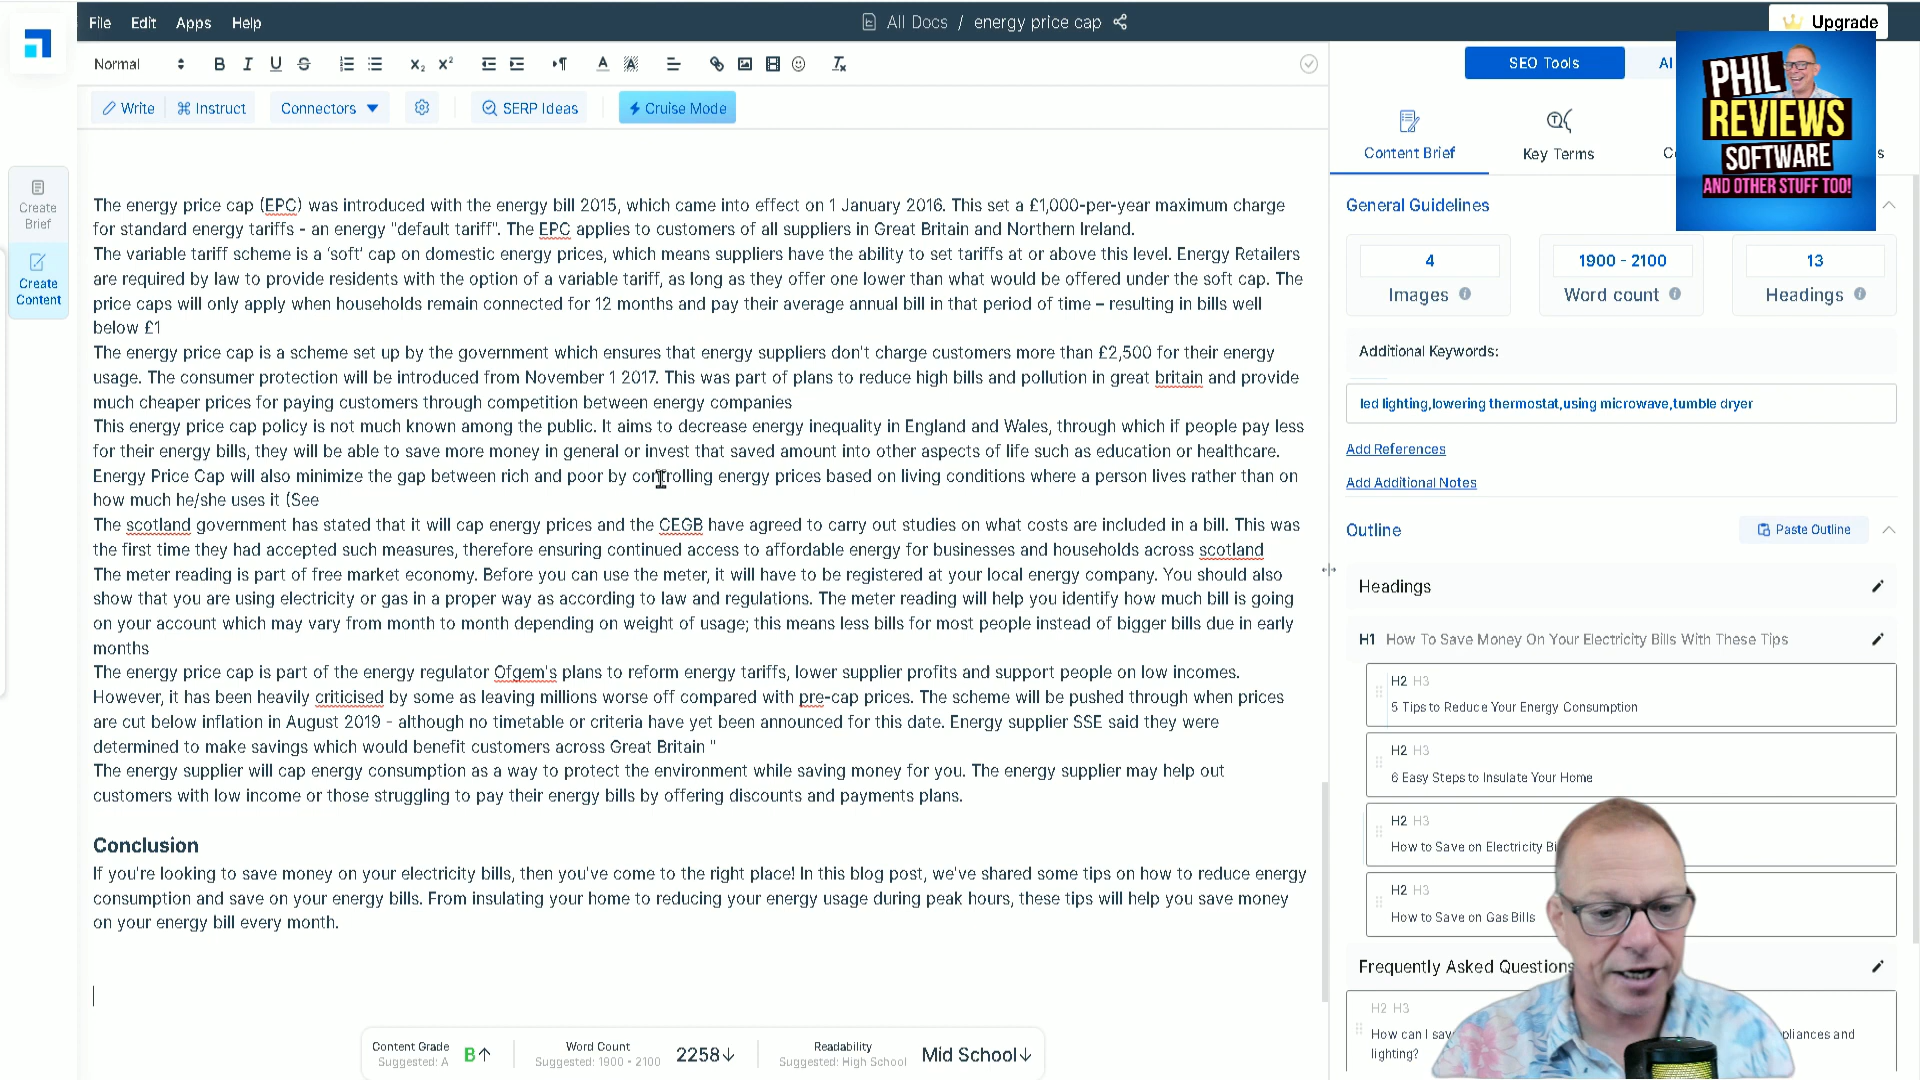 File Edit Apps Help
All Docs / energy price cap
Upgrade
Normal
B I U S
SEO Tools
AI
Write Instruct Connectors SERP Ideas Cruise Mode
PHIL
REVIEWS
SOFTWARE
AND OTHER STUFF TOO!
Content Brief
Key Terms
Create
Brief
Create
Content
The energy price cap (EPC) was introduced with the energy bill 2015, which came into effect on 1 January 2016. This set a £1,000-per-year maximum charge
for standard energy tariffs - an energy "default tariff". The EPC applies to customers of all suppliers in Great Britain and Northern Ireland.
The variable tariff scheme is a ‘soft’ cap on domestic energy prices, which means suppliers have the ability to set tariffs at or above this level. Energy Retailers
are required by law to provide residents with the option of a variable tariff, as long as they offer one lower than what would be offered under the soft cap. The
price caps will only apply when households remain connected for 12 months and pay their average annual bill in that period of time – resulting in bills well
below £1
The energy price cap is a scheme set up by the government which ensures that energy suppliers don't charge customers more than £2,500 for their energy
usage. The consumer protection will be introduced from November 1 2017. This was part of plans to reduce high bills and pollution in great britain and provide
much cheaper prices for paying customers through competition between energy companies
This energy price cap policy is not much known among the public. It aims to decrease energy inequality in England and Wales, through which if people pay less
for their energy bills, they will be able to save more money in general or invest that saved amount into other aspects of life such as education or healthcare.
Energy Price Cap will also minimize the gap between rich and poor by controlling energy prices based on living conditions where a person lives rather than on
how much he/she uses it (See
The scotland government has stated that it will cap energy prices and the CEGB have agreed to carry out studies on what costs are included in a bill. This was
the first time they had accepted such measures, therefore ensuring continued access to affordable energy for businesses and households across scotland
The meter reading is part of free market economy. Before you can use the meter, it will have to be registered at your local energy company. You should also
show that you are using electricity or gas in a proper way as according to law and regulations. The meter reading will help you identify how much bill is going
on your account which may vary from month to month depending on weight of usage; this means less bills for most people instead of bigger bills due in early
months
The energy price cap is part of the energy regulator Ofgem's plans to reform energy tariffs, lower supplier profits and support people on low incomes.
However, it has been heavily criticised by some as leaving millions worse off compared with pre-cap prices. The scheme will be pushed through when prices
are cut below inflation in August 2019 - although no timetable or criteria have yet been announced for this date. Energy supplier SSE said they were
determined to make savings which would benefit customers across Great Britain "
The energy supplier will cap energy consumption as a way to protect the environment while saving money for you. The energy supplier may help out
customers with low income or those struggling to pay their energy bills by offering discounts and payments plans.
Conclusion
If you're looking to save money on your electricity bills, then you've come to the right place! In this blog post, we've shared some tips on how to reduce energy
consumption and save on your energy bills. From insulating your home to reducing your energy usage during peak hours, these tips will help you save money
on your energy bill every month.
Content Grade
Suggested: A
B↑
Word Count
Suggested: 1900 - 2100
2258↓
Readability
Suggested: High School
Mid School↓
General Guidelines
4
Images
1900 - 2100
Word count
13
Headings
Additional Keywords:
led lighting,lowering thermostat,using microwave,tumble dryer
Add References
Add Additional Notes
Outline
Paste Outline
Headings
H1 How To Save Money On Your Electricity Bills With These Tips
H2 H3
5 Tips to Reduce Your Energy Consumption
H2 H3
6 Easy Steps to Insulate Your Home
H2 H3
How to Save on Electricity
H2 H3
How to Save on Gas Bills
Frequently Asked Questions
H2 H3
How can I
and
lighting?